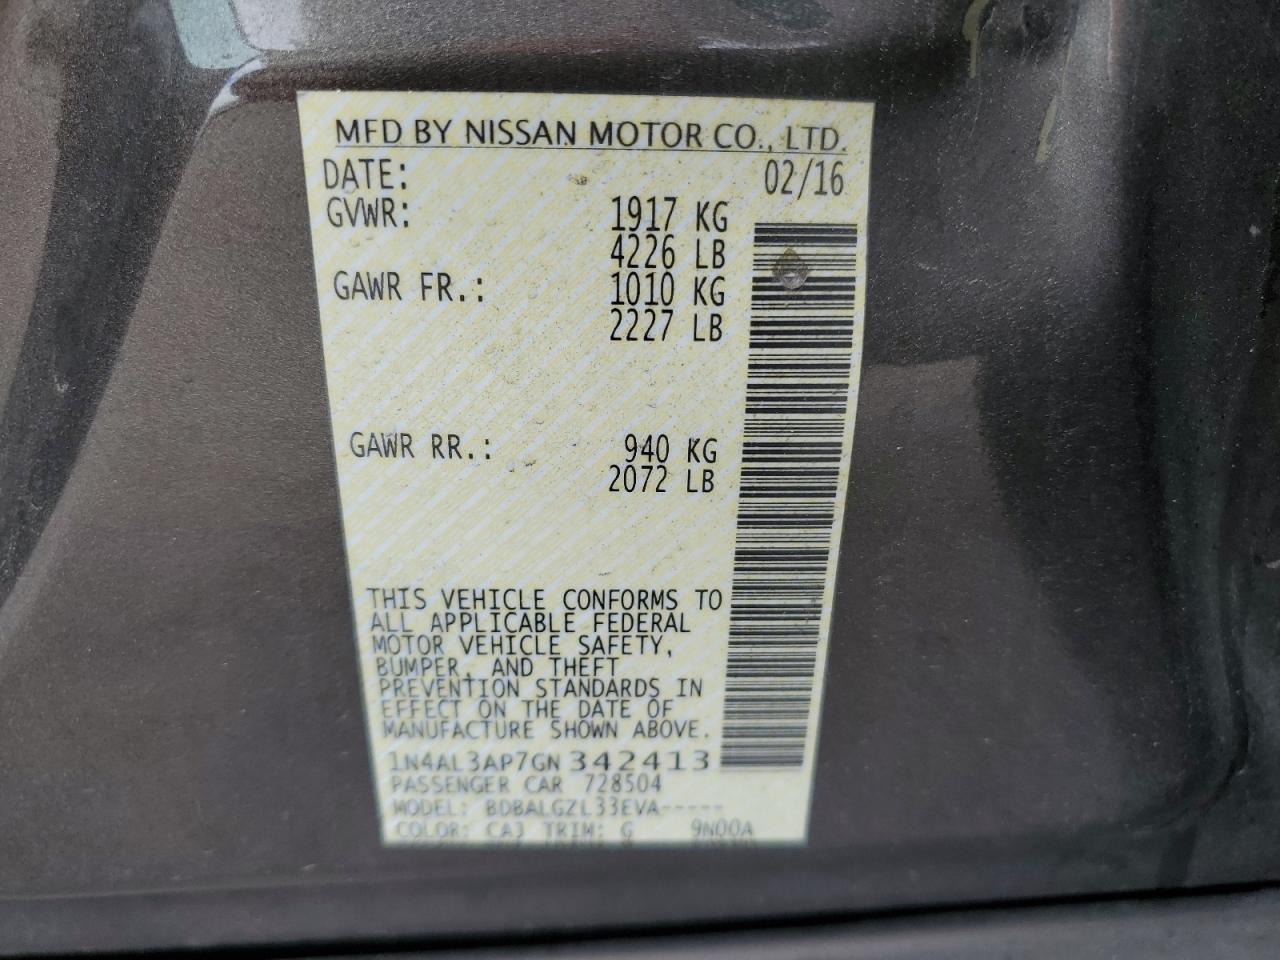 MFD BY NISSAN MOTOR CO., LTD.
DATE: 02/16
GVWR: 1917 KG
4226 LB
GAWR FR.: 1010 KG
2227 LB
GAWR RR.: 940 KG
2072 LB
THIS VEHICLE CONFORMS TO
ALL APPLICABLE FEDERAL
MOTOR VEHICLE SAFETY,
BUMPER, AND THEFT
PREVENTION STANDARDS IN
EFFECT ON THE DATE OF
MANUFACTURE SHOWN ABOVE.
1N4AL3AP7GN342413
PASSENGER CAR 728504
MODEL: BDBALGZL33EVA-----
COLOR: CAJ TRIM: G 9N00A